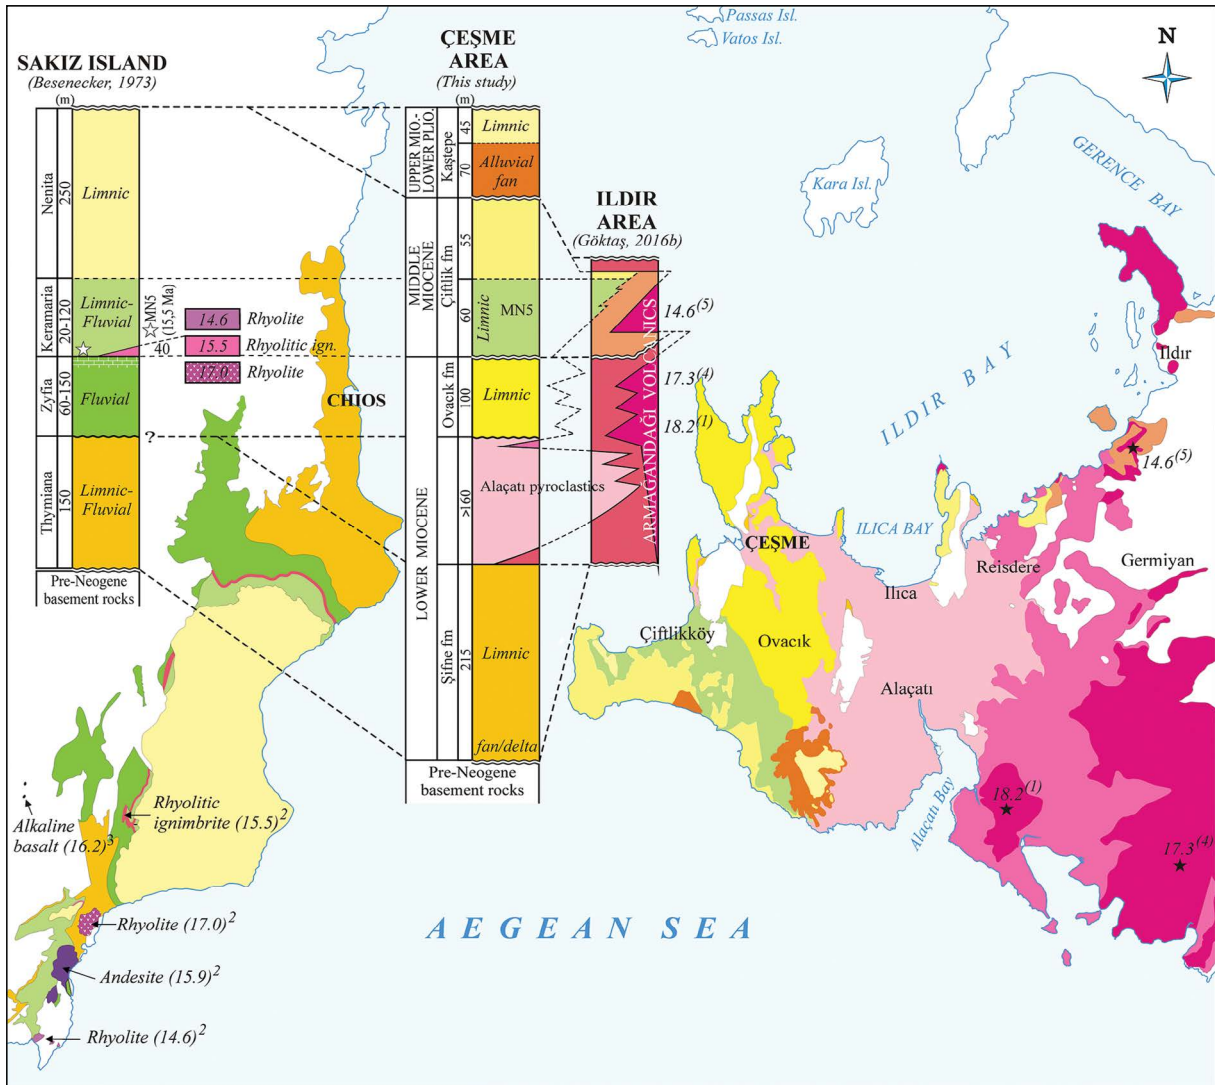 Passas Isl.
Vatos Isl.
N
SAKIZ ISLAND
(Besenecker, 1973)
(m)
Nenita
250
Limnic
Keramaria
20-120
Limnic-
Fluvial
MN5
(15,5 Ma)
40
14.6
Rhyolite
15.5
Rhyolitic ign.
17.0
Rhyolite
Zyfia
60-150
Fluvial
?
Thymiana
150
Limnic-
Fluvial
Pre-Neogene
basement rocks
CHIOS
ÇEŞME
AREA
(This study)
(m)
UPPER MIO.-
LOWER PLIO.
Kaştepe
45
Limnic
70
Alluvial
fan
MIDDLE
MIOCENE
Çiftlik fm
55
60
Limnic
MN5
LOWER MIOCENE
Ovacık fm
100
Limnic
>160
Alaçatı pyroclastics
Şifne fm
215
Limnic
fan/delta
Pre-Neogene
basement rocks
ILDIR
AREA
(Göktaş, 2016b)
ARMAĞANDAĞI VOLCANICS
14.6(5)
17.3(4)
18.2(1)
Kara Isl.
GERENCE BAY
Ildır
ILDIR BAY
14.6(5)
ILICA BAY
ÇEŞME
Reisdere
Germiyan
Ilıca
Çiftlikköy
Ovacık
Alaçatı
Alaçatı Bay
18.2(1)
17.3(4)
Rhyolitic
ignimbrite (15.5)2
Alkaline
basalt (16.2)3
Rhyolite (17.0)2
Andesite (15.9)2
Rhyolite (14.6)2
AEGEAN SEA